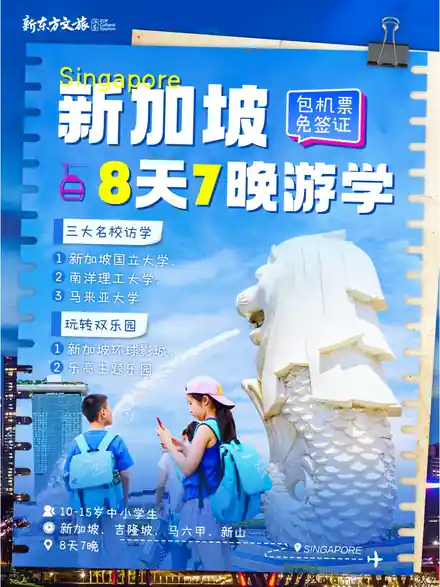 新东方文旅
Singapore
新加坡
包机票
免签证
8天7晚游学
三大名校访学
1 新加坡国立大学、
2 南洋理工大学、
3 马来亚大学
玩转双乐园
1 新加坡环球影城、
2 乐高主题乐园
10-15岁中小学生
新加坡、吉隆坡、马六甲、新山
8天7晚
SINGAPORE